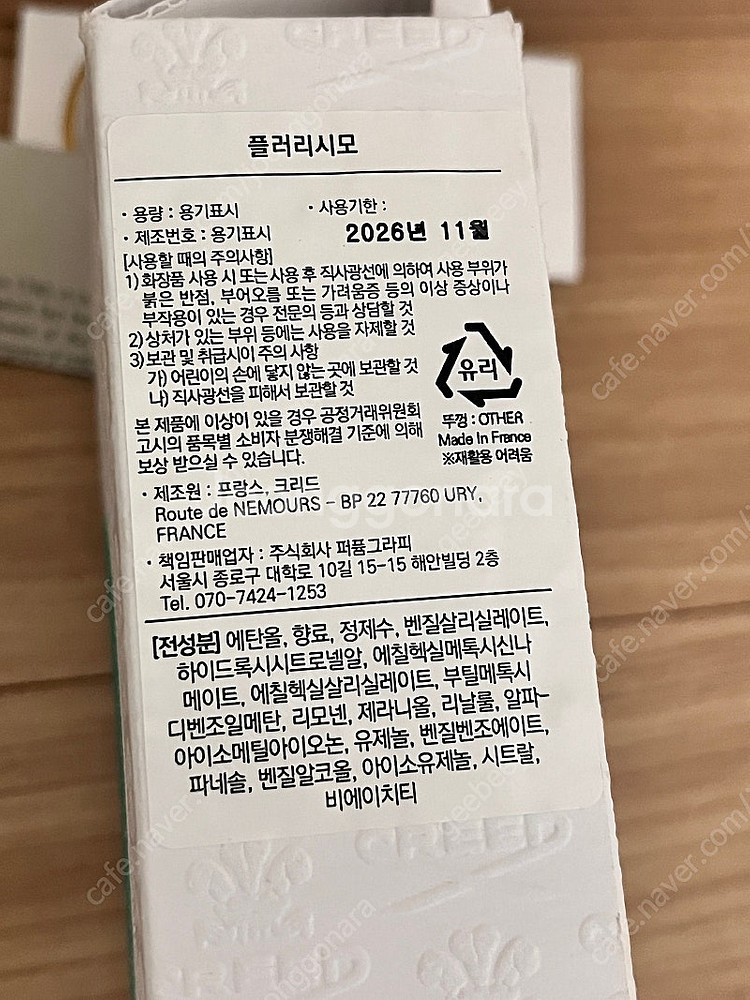 CREED
플러리시모
· 용량 : 용기표시
· 사용기한 :
· 제조번호 : 용기표시
2026년 11월
[사용할 때의 주의사항]
1) 화장품 사용 시 또는 사용 후 직사광선에 의하여 사용 부위가
붉은 반점, 부어오름 또는 가려움증 등의 이상 증상이나
부작용이 있는 경우 전문의 등과 상담할 것
2) 상처가 있는 부위 등에는 사용을 자제할 것
3) 보관 및 취급시이 주의 사항
가) 어린이의 손에 닿지 않는 곳에 보관할 것
나) 직사광선을 피해서 보관할 것
유리
뚜껑 : OTHER
Made In France
※재활용 어려움
본 제품에 이상이 있을 경우 공정거래위원회
고시의 품목별 소비자 분쟁해결 기준에 의해
보상 받으실 수 있습니다.
· 제조원 : 프랑스, 크리드
Route de NEMOURS - BP 22 77760 URY,
FRANCE
· 책임판매업자 : 주식회사 퍼퓸그라피
서울시 종로구 대학로 10길 15-15 해안빌딩 2층
Tel. 070-7424-1253
[전성분] 에탄올, 향료, 정제수, 벤질살리실레이트,
하이드록시시트로넬알, 에칠헥실메톡시신나
메이트, 에칠헥실살리실레이트, 부틸메톡시
디벤조일메탄, 리모넨, 제라니올, 리날룰, 알파-
아이소메틸아이오논, 유제놀, 벤질벤조에이트,
파네솔, 벤질알코올, 아이소유제놀, 시트랄,
비에이치티
CREED